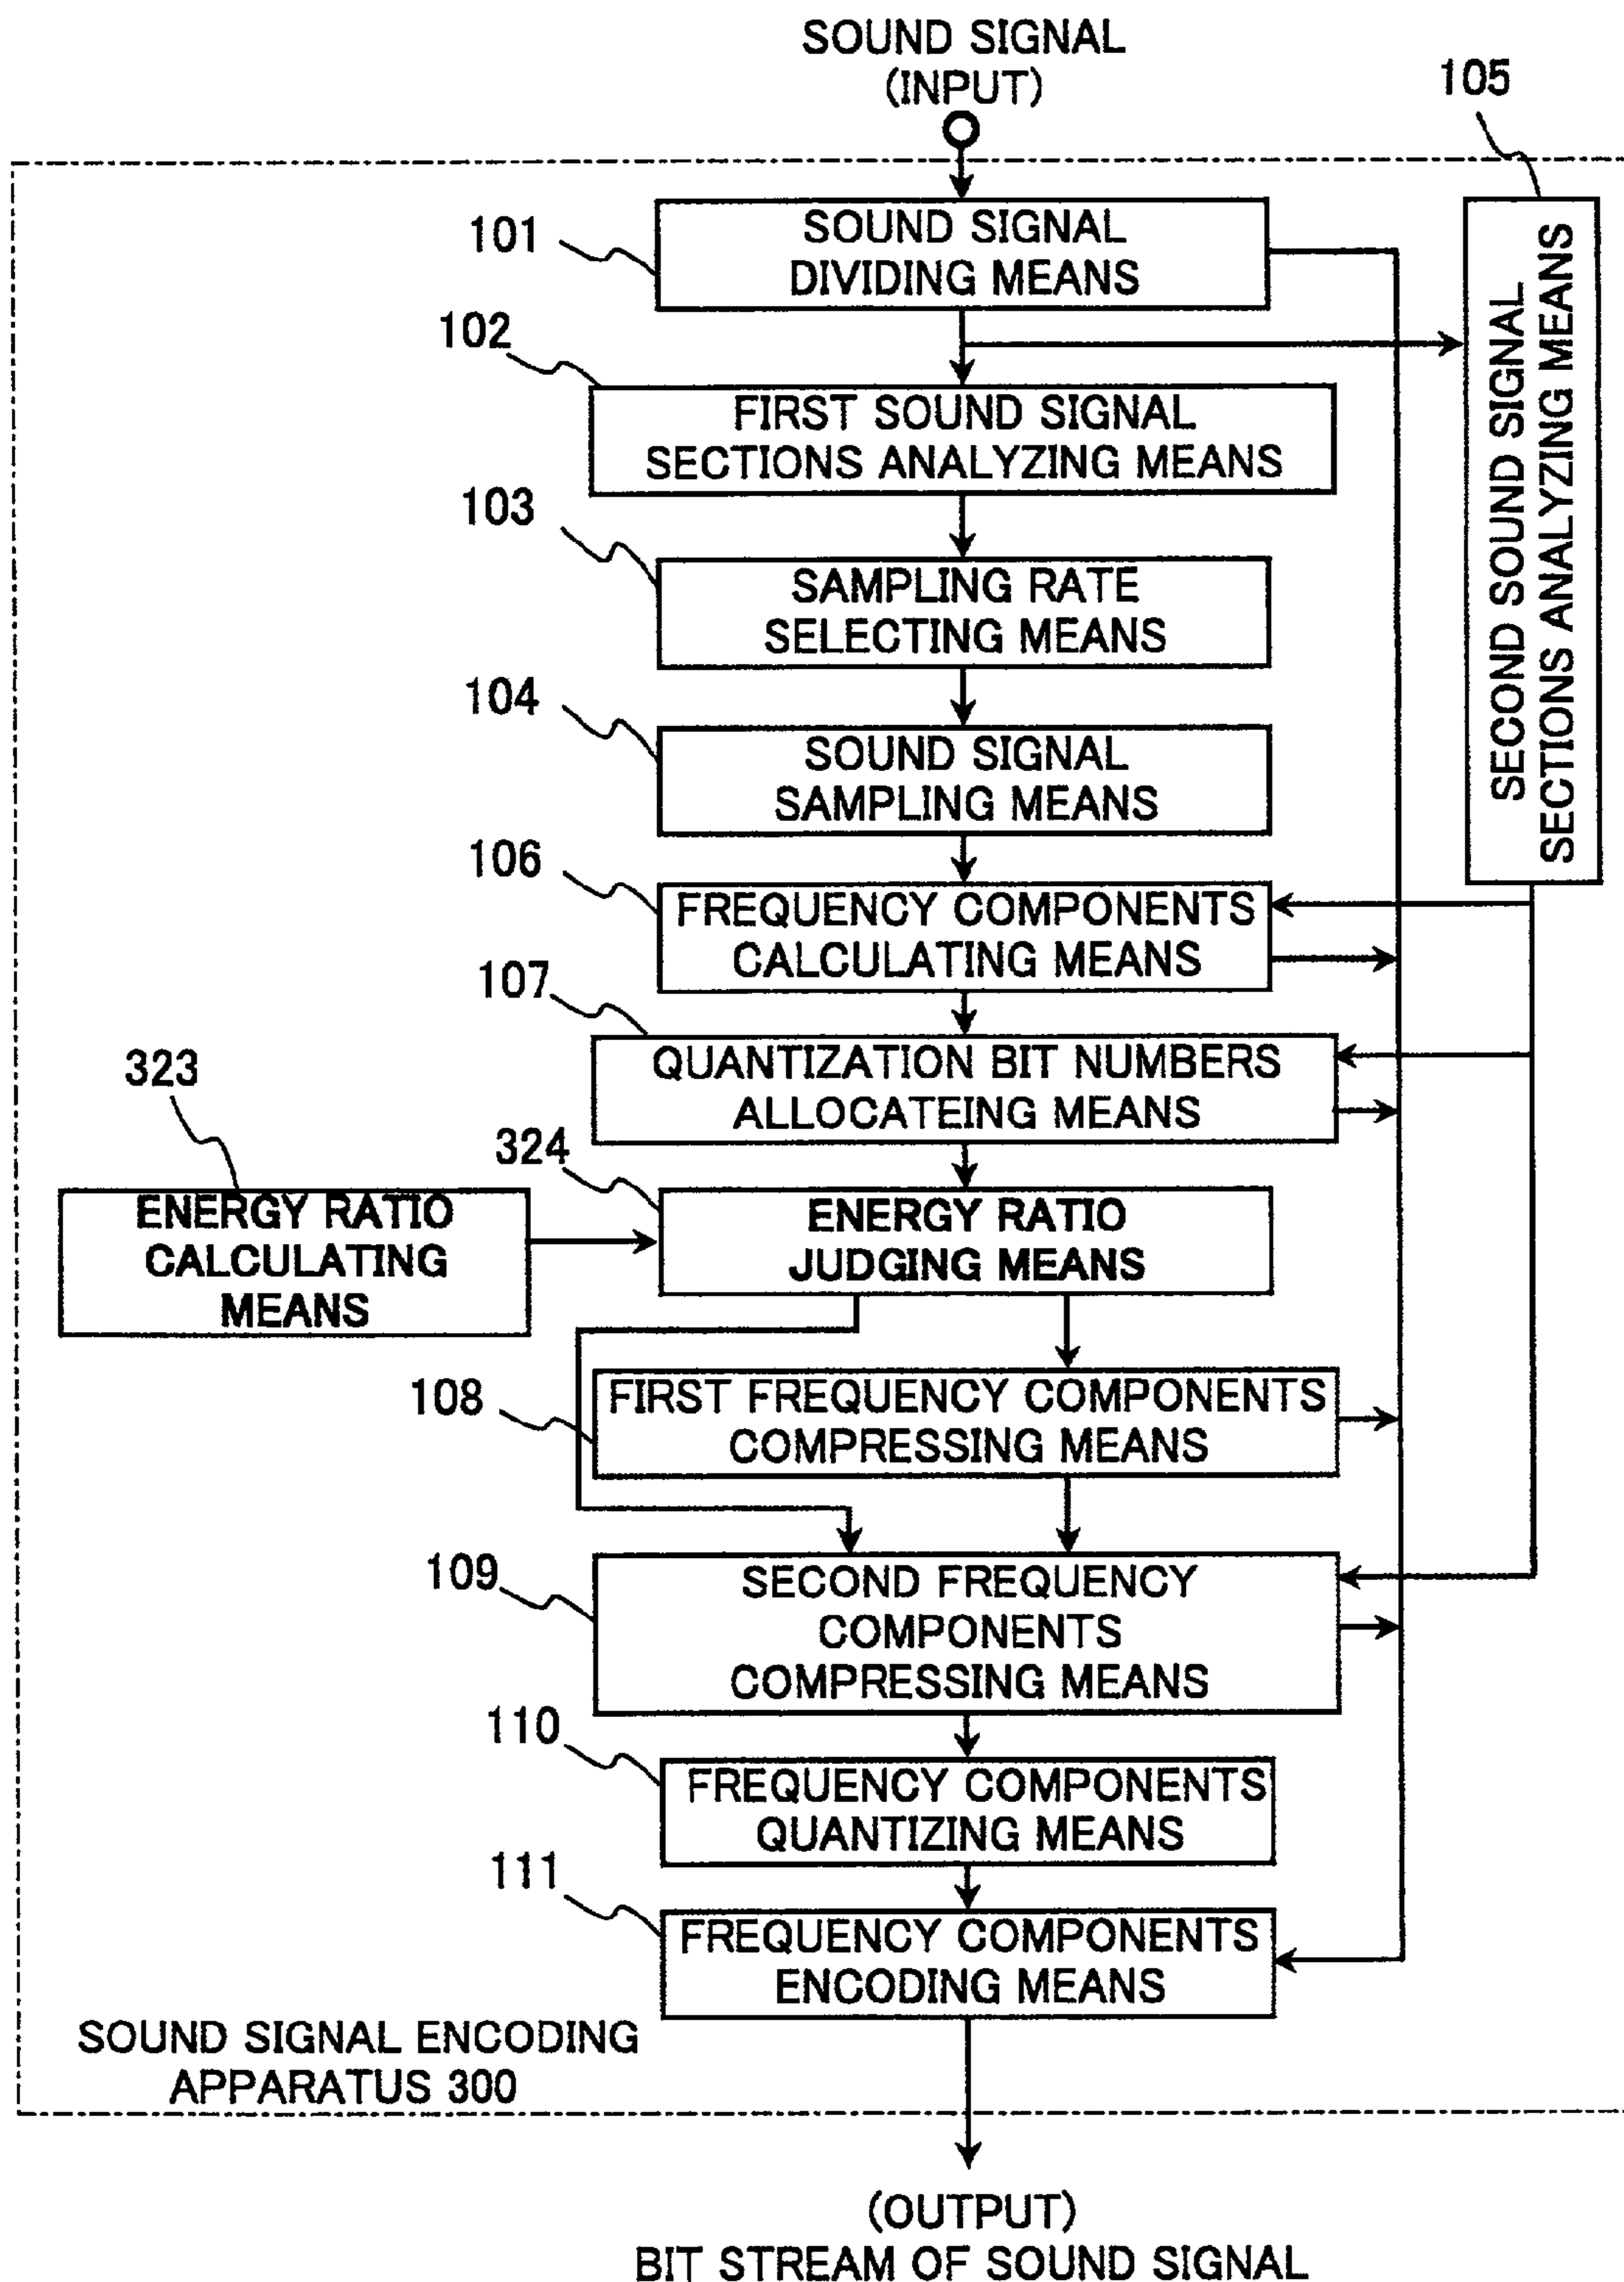 SOUND SIGNAL
(INPUT)
105
101
SOUND SIGNAL
DIVIDING MEANS
SECOND SOUND SIGNAL
SECTIONS ANALYZING MEANS
102
FIRST SOUND SIGNAL
SECTIONS ANALYZING MEANS
103
SAMPLING RATE
SELECTING MEANS
104
SOUND SIGNAL
SAMPLING MEANS
106
FREQUENCY COMPONENTS
CALCULATING MEANS
107
QUANTIZATION BIT NUMBERS
ALLOCATEING MEANS
323
ENERGY RATIO
CALCULATING
MEANS
324
ENERGY RATIO
JUDGING MEANS
108
FIRST FREQUENCY COMPONENTS
COMPRESSING MEANS
109
SECOND FREQUENCY
COMPONENTS
COMPRESSING MEANS
110
FREQUENCY COMPONENTS
QUANTIZING MEANS
111
FREQUENCY COMPONENTS
ENCODING MEANS
SOUND SIGNAL ENCODING
APPARATUS 300
(OUTPUT)
BIT STREAM OF SOUND SIGNAL